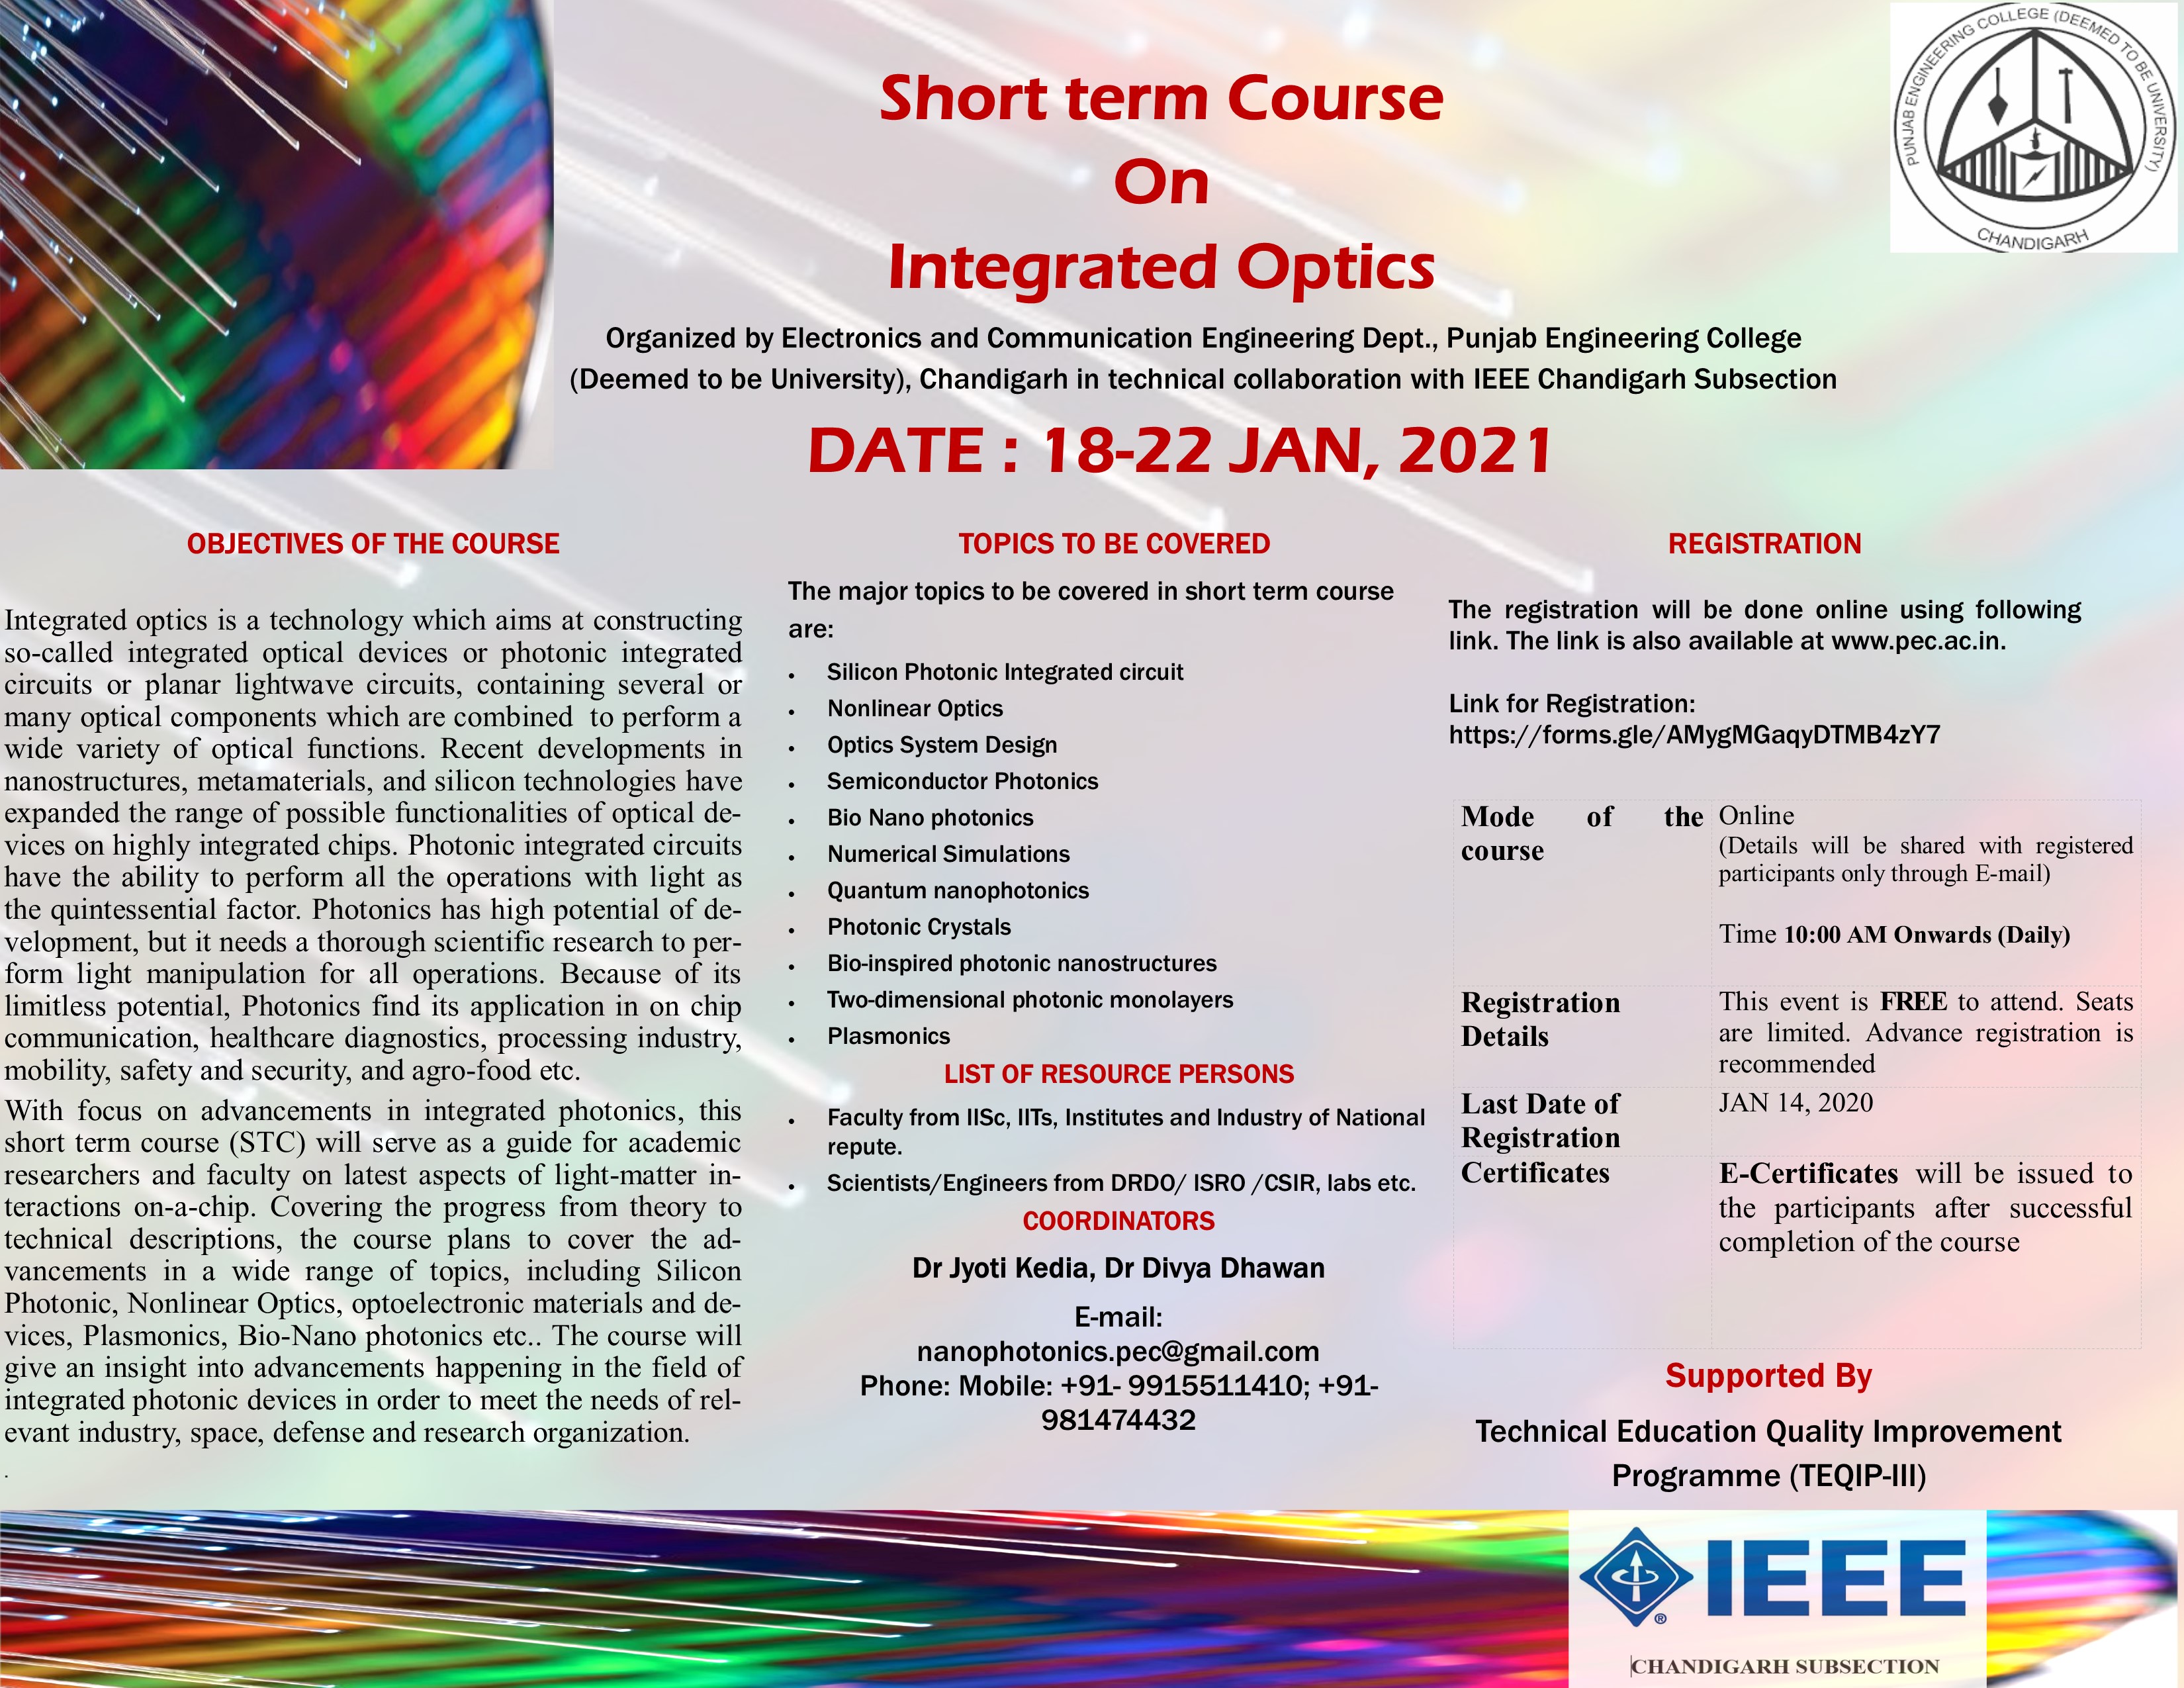 Short term Course
On
Integrated Optics
PUNJAB ENGINEERING COLLEGE (DEEMED TO BE UNIVERSITY)
CHANDIGARH
Organized by Electronics and Communication Engineering Dept., Punjab Engineering College
(Deemed to be University), Chandigarh in technical collaboration with IEEE Chandigarh Subsection
DATE : 18-22 JAN, 2021
OBJECTIVES OF THE COURSE
Integrated optics is a technology which aims at constructing
so-called integrated optical devices or photonic integrated
circuits or planar lightwave circuits, containing several or
many optical components which are combined to perform a
wide variety of optical functions. Recent developments in
nanostructures, metamaterials, and silicon technologies have
expanded the range of possible functionalities of optical de-
vices on highly integrated chips. Photonic integrated circuits
have the ability to perform all the operations with light as
the quintessential factor. Photonics has high potential of de-
velopment, but it needs a thorough scientific research to per-
form light manipulation for all operations. Because of its
limitless potential, Photonics find its application in on chip
communication, healthcare diagnostics, processing industry,
mobility, safety and security, and agro-food etc.
With focus on advancements in integrated photonics, this
short term course (STC) will serve as a guide for academic
researchers and faculty on latest aspects of light-matter in-
teractions on-a-chip. Covering the progress from theory to
technical descriptions, the course plans to cover the ad-
vancements in a wide range of topics, including Silicon
Photonic, Nonlinear Optics, optoelectronic materials and de-
vices, Plasmonics, Bio-Nano photonics etc.. The course will
give an insight into advancements happening in the field of
integrated photonic devices in order to meet the needs of rel-
evant industry, space, defense and research organization.
.
TOPICS TO BE COVERED
The major topics to be covered in short term course
are:
• Silicon Photonic Integrated circuit
• Nonlinear Optics
• Optics System Design
• Semiconductor Photonics
• Bio Nano photonics
• Numerical Simulations
• Quantum nanophotonics
• Photonic Crystals
• Bio-inspired photonic nanostructures
• Two-dimensional photonic monolayers
• Plasmonics
LIST OF RESOURCE PERSONS
• Faculty from IISc, IITs, Institutes and Industry of National
repute.
• Scientists/Engineers from DRDO/ ISRO /CSIR, labs etc.
COORDINATORS
Dr Jyoti Kedia, Dr Divya Dhawan
E-mail:
nanophotonics.pec@gmail.com
Phone: Mobile: +91- 9915511410; +91-
981474432
REGISTRATION
The registration will be done online using following
link. The link is also available at www.pec.ac.in.
Link for Registration:
https://forms.gle/AMygMGaqyDTMB4zY7
Mode of the
course
Online
(Details will be shared with registered
participants only through E-mail)
Time 10:00 AM Onwards (Daily)
Registration
Details
This event is FREE to attend. Seats
are limited. Advance registration is
recommended
Last Date of
Registration
JAN 14, 2020
Certificates
E-Certificates will be issued to
the participants after successful
completion of the course
Supported By
Technical Education Quality Improvement
Programme (TEQIP-III)
IEEE
®
CHANDIGARH SUBSECTION